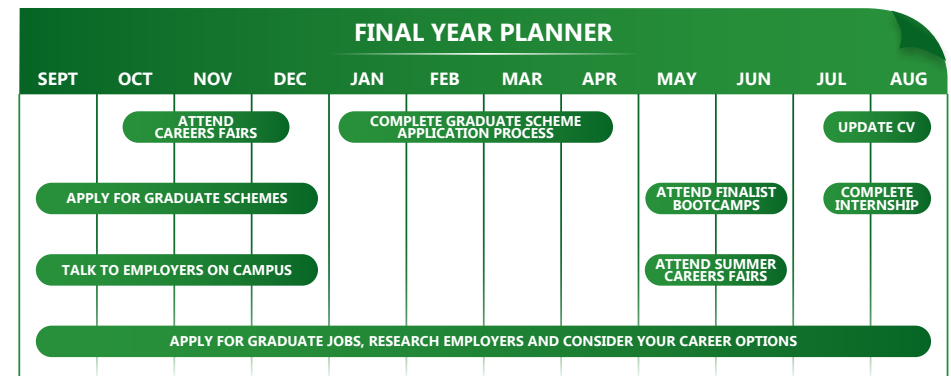 FINAL YEAR PLANNER
SEPT OCT NOV DEC JAN FEB MAR APR MAY JUN JUL AUG
ATTEND
CAREERS FAIRS
COMPLETE GRADUATE SCHEME
APPLICATION PROCESS
UPDATE CV
APPLY FOR GRADUATE SCHEMES
ATTEND FINALIST
BOOTCAMPS
COMPLETE
INTERNSHIP
TALK TO EMPLOYERS ON CAMPUS
ATTEND SUMMER
CAREERS FAIRS
APPLY FOR GRADUATE JOBS, RESEARCH EMPLOYERS AND CONSIDER YOUR CAREER OPTIONS